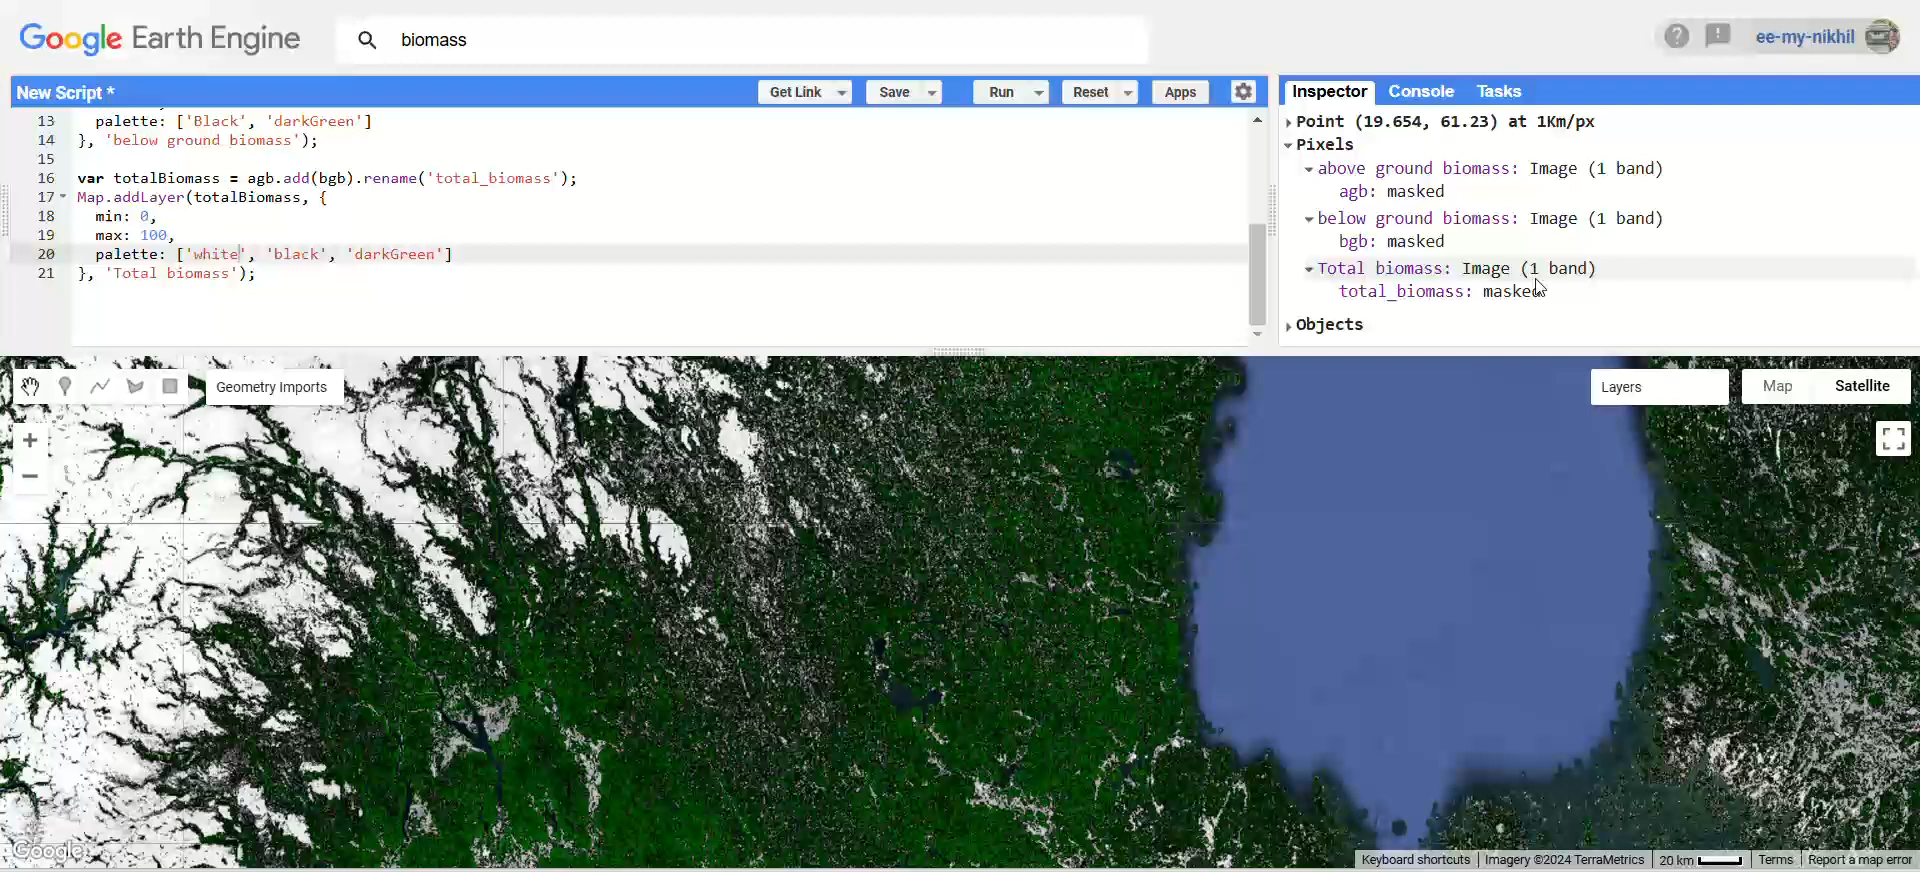 Google Earth Engine
biomass
ee-my-nikhil
New Script *
Get Link
Save
Run
Reset
Apps
13 palette: ['Black', 'darkGreen']
14 }, 'below ground biomass');
15
16 var totalBiomass = agb.add(bgb).rename('total_biomass');
17 Map.addLayer(totalBiomass, {
18 min: 0,
19 max: 100,
20 palette: ['white', 'black', 'darkGreen']
21 }, 'Total biomass');
Inspector Console Tasks
Point (19.654, 61.23) at 1Km/px
Pixels
above ground biomass: Image (1 band)
agb: masked
below ground biomass: Image (1 band)
bgb: masked
Total biomass: Image (1 band)
total_biomass: masked
Objects
Geometry Imports
Layers
Map Satellite
Google
Keyboard shortcuts Imagery ©2024 TerraMetrics 20 km Terms Report a map error